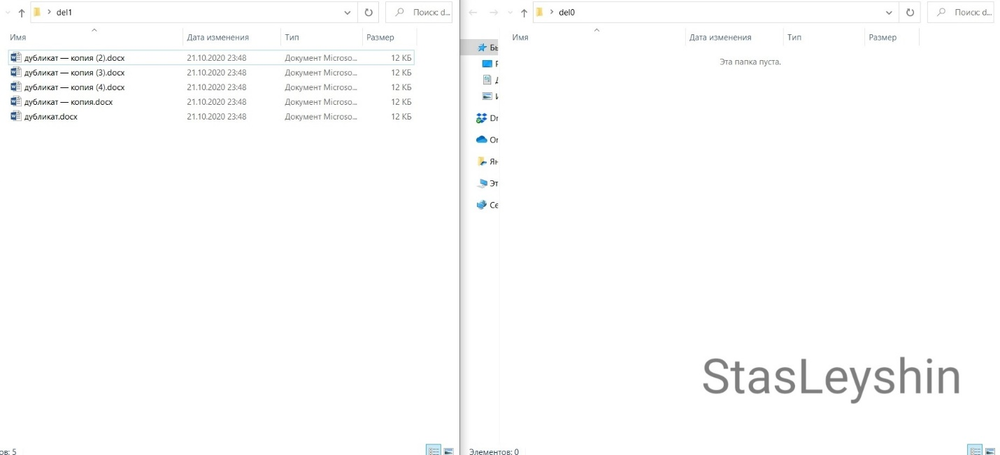 del1
Поиск: d...
Имя
Дата изменения
Тип
Размер
дубликат — копия (2).docx 21.10.2020 23:48 Документ Microso... 12 КБ
дубликат — копия (3).docx 21.10.2020 23:48 Документ Microso... 12 КБ
дубликат — копия (4).docx 21.10.2020 23:48 Документ Microso... 12 КБ
дубликат — копия.docx 21.10.2020 23:48 Документ Microso... 12 КБ
дубликат.docx 21.10.2020 23:48 Документ Microso... 12 КБ
ов: 5
del0
Поиск: d...
Имя
Дата изменения
Тип
Размер
Эта папка пуста.
Бы
Dr
Or
Ян
Эт
Се
StasLeyshin
Элементов: 0